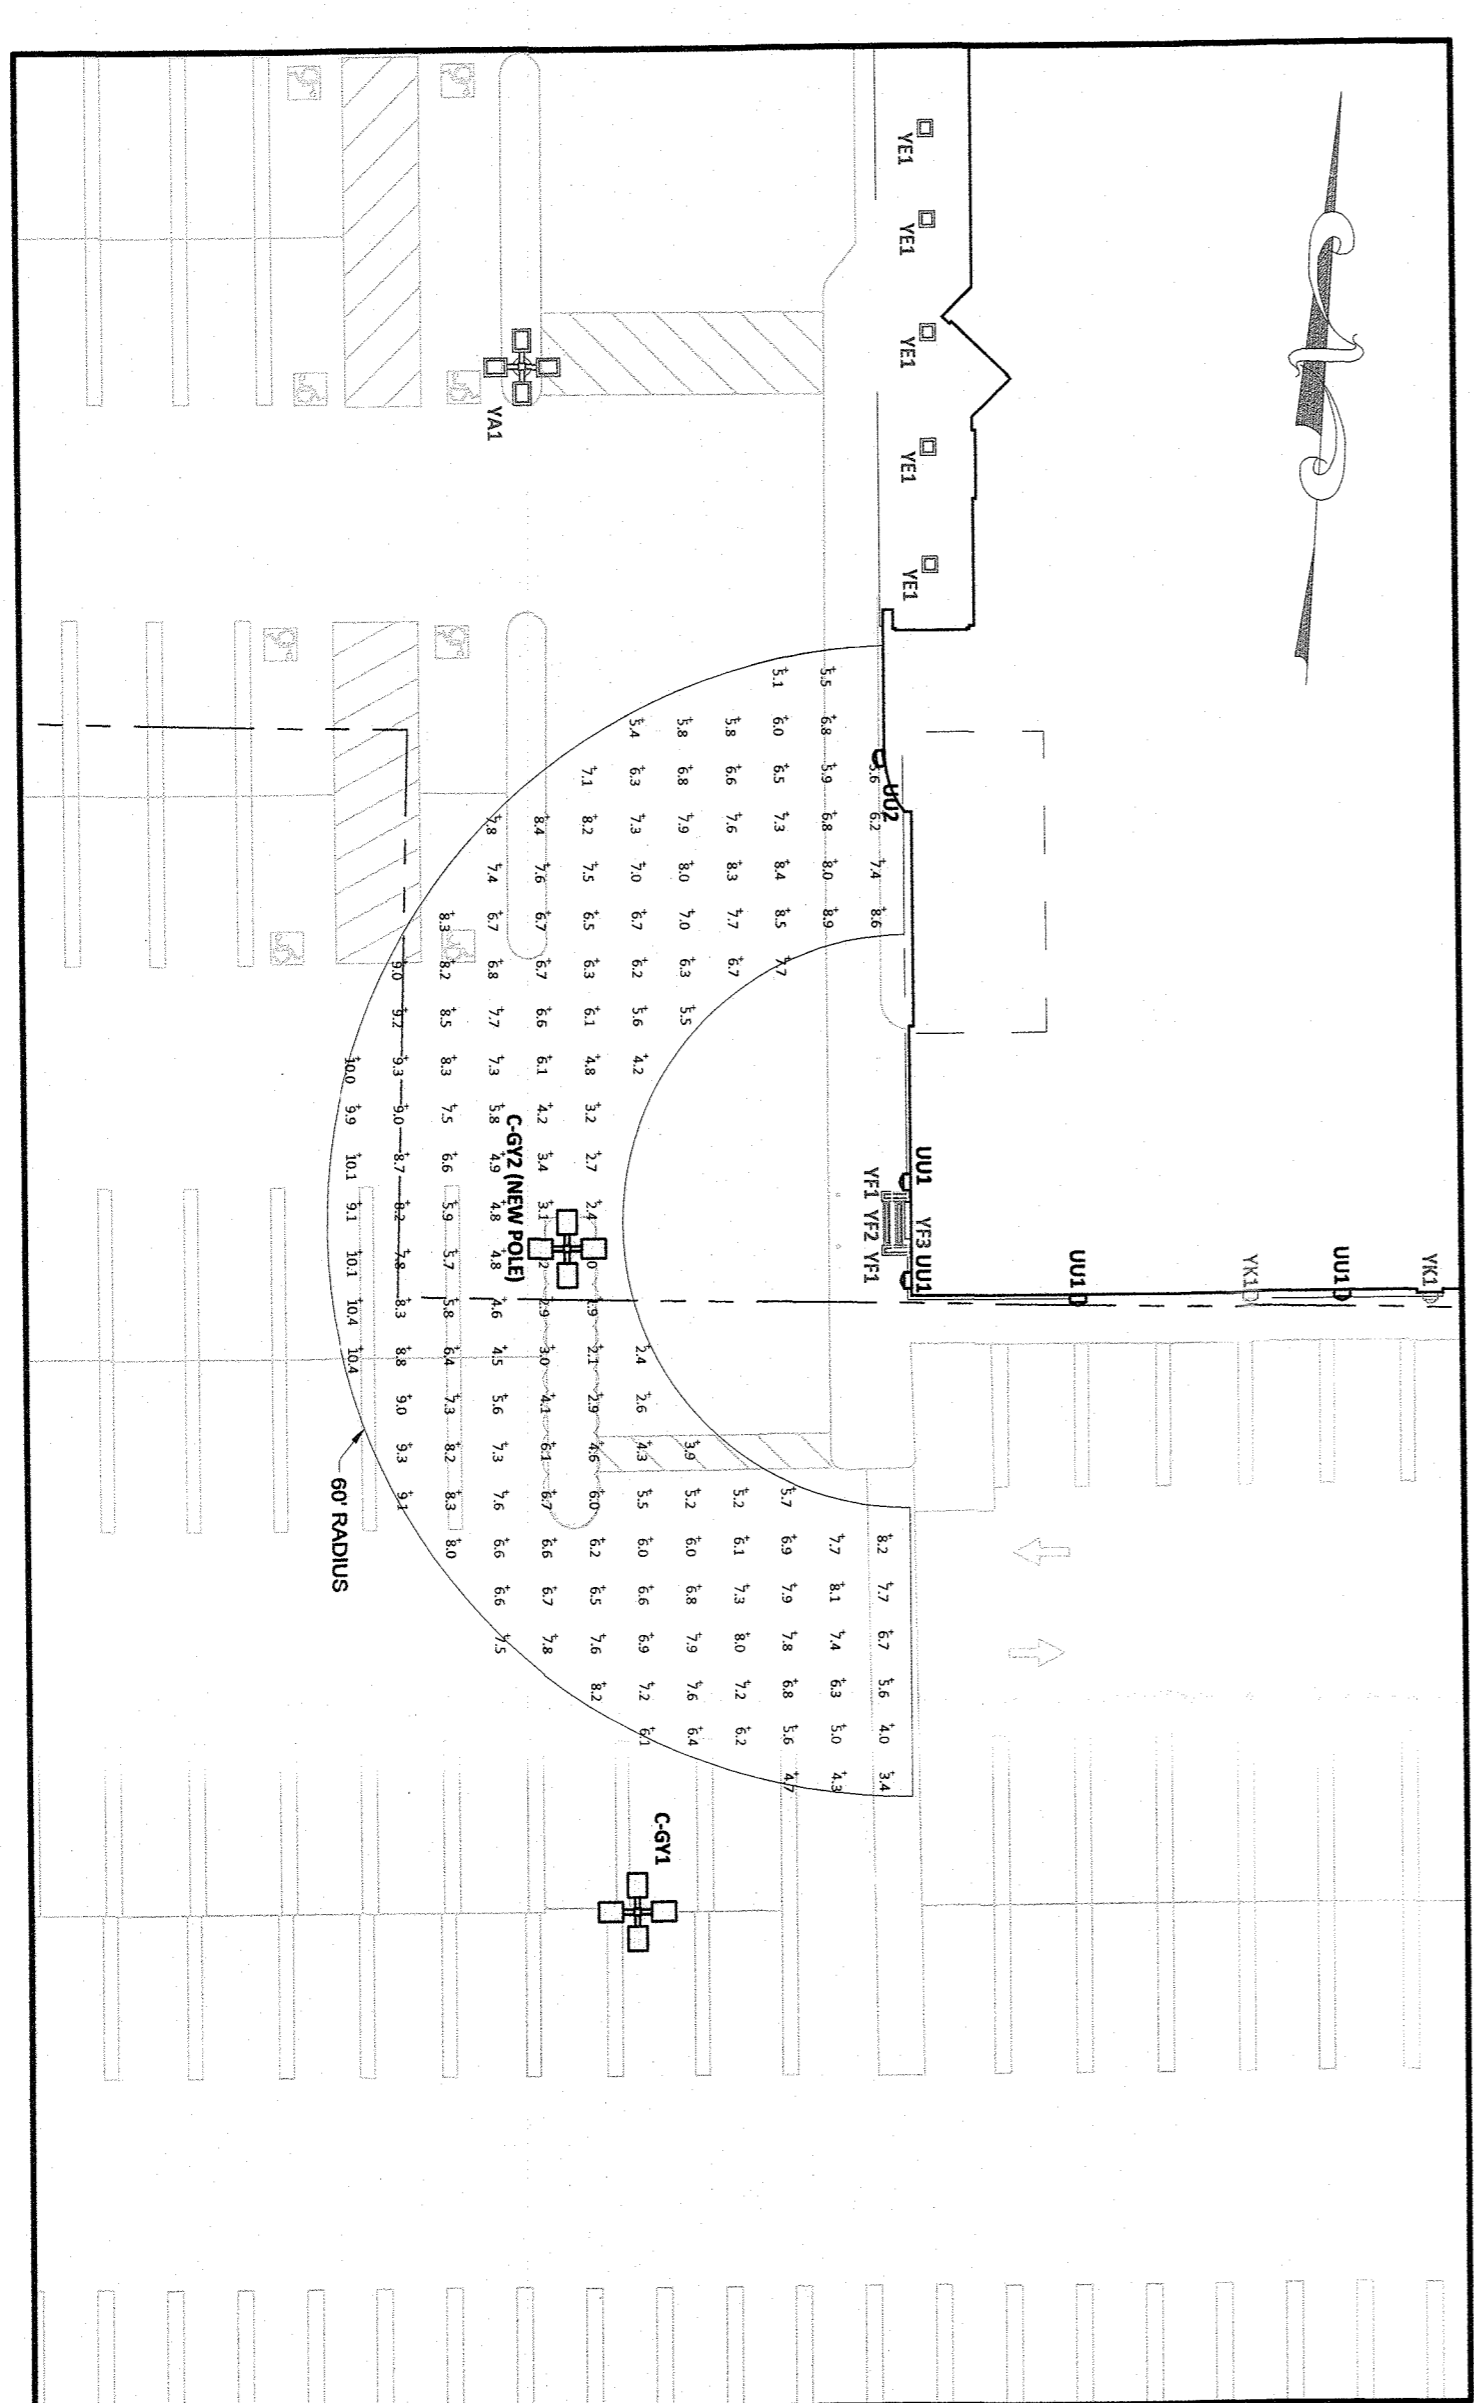 YK1
UU1
YK1
UU1
UU1 YF3 UU1
YE1 YE1 YE1 YE1 YE1
UU2
YF1 YF2 YF1
5.6 6.2 7.4 8.6 8.2 7.7 6.7 5.6 4.0 3.4
5.5 6.8 5.9 6.8 8.0 8.9 7.7 8.1 7.4 6.3 5.0 4.3
5.1 6.0 6.5 7.3 8.4 8.5 7.7 5.7 6.9 7.9 7.8 6.8 5.6 4.7
5.8 6.6 7.6 8.3 7.7 6.7 5.2 6.1 7.3 8.0 7.2 6.2
5.8 6.8 7.9 8.0 7.0 6.3 5.5 3.9 5.2 6.0 6.8 7.9 7.6 6.4
C-GY1
5.4 6.3 7.3 7.0 6.7 6.2 5.6 4.2 2.4 2.6 4.3 5.5 6.0 6.6 6.9 7.2 6.1
7.1 8.2 7.5 6.5 6.3 6.1 4.8 3.2 2.7 2.4 1.9 2.1 2.9 4.6 6.0 6.2 6.5 7.6 8.2
8.4 7.6 6.7 6.7 6.6 6.1 4.2 3.4 3.1 2.9 3.0 4.1 6.1 6.7 6.6 6.7 7.8
C-GY2 (NEW POLE)
YA1
7.8 7.4 6.7 6.8 7.7 7.3 5.8 4.9 4.8 4.8 4.6 4.5 5.6 7.3 7.6 6.6 6.6 7.5
8.3 8.2 8.5 8.3 7.5 6.6 5.9 5.7 5.8 6.4 7.3 8.2 8.3 8.0
9.0 9.2 9.3 9.0 8.7 8.2 7.8 8.3 8.8 9.0 9.3 9.1
10.0 9.9 10.1 9.1 10.1 10.4 10.4
60' RADIUS